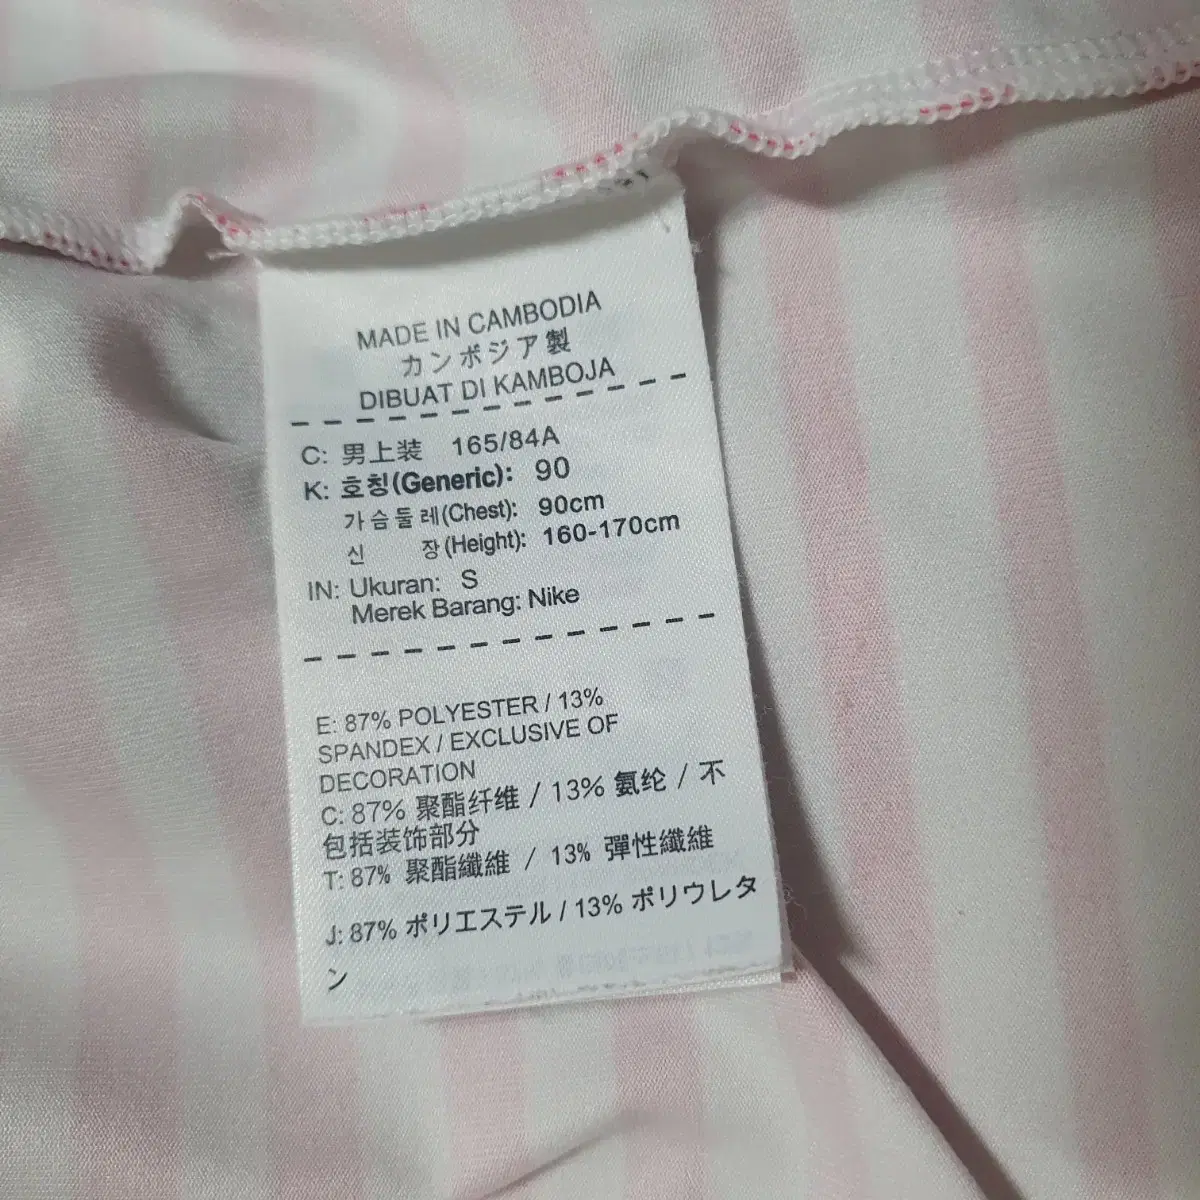 MADE IN CAMBODIA
カンボジア製
DIBUAT DI KAMBOJA
C: 男上装 165/84A
K: 호칭(Generic): 90
가슴둘레(Chest): 90cm
신 장(Height): 160-170cm
IN: Ukuran: S
Merek Barang: Nike
E: 87% POLYESTER / 13%
SPANDEX / EXCLUSIVE OF
DECORATION
C: 87% 聚酯纤维 / 13% 氨纶 / 不
包括装饰部分
T: 87% 聚酯纖維 / 13% 彈性纖維
J: 87% ポリエステル / 13% ポリウレタ
ン